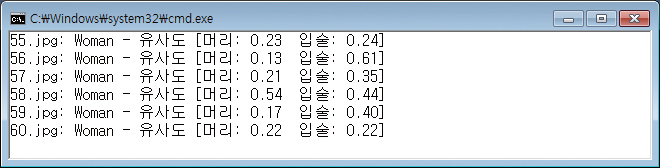 C:₩Windows₩system32₩cmd.exe
55.jpg: Woman - 유사도 [머리: 0.23  입술: 0.24]
56.jpg: Woman - 유사도 [머리: 0.13  입술: 0.61]
57.jpg: Woman - 유사도 [머리: 0.21  입술: 0.35]
58.jpg: Woman - 유사도 [머리: 0.54  입술: 0.44]
59.jpg: Woman - 유사도 [머리: 0.17  입술: 0.40]
60.jpg: Woman - 유사도 [머리: 0.22  입술: 0.22]